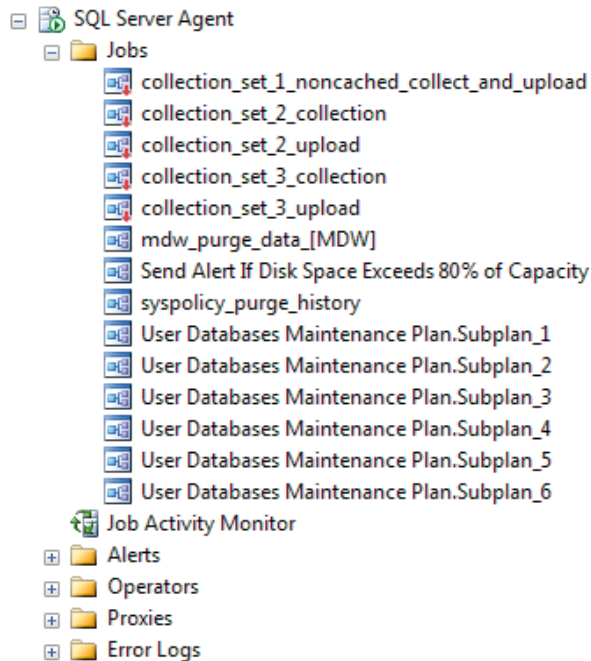 SQL Server Agent
Jobs
collection_set_1_noncached_collect_and_upload
collection_set_2_collection
collection_set_2_upload
collection_set_3_collection
collection_set_3_upload
mdw_purge_data_[MDW]
Send Alert If Disk Space Exceeds 80% of Capacity
syspolicy_purge_history
User Databases Maintenance Plan.Subplan_1
User Databases Maintenance Plan.Subplan_2
User Databases Maintenance Plan.Subplan_3
User Databases Maintenance Plan.Subplan_4
User Databases Maintenance Plan.Subplan_5
User Databases Maintenance Plan.Subplan_6
Job Activity Monitor
Alerts
Operators
Proxies
Error Logs